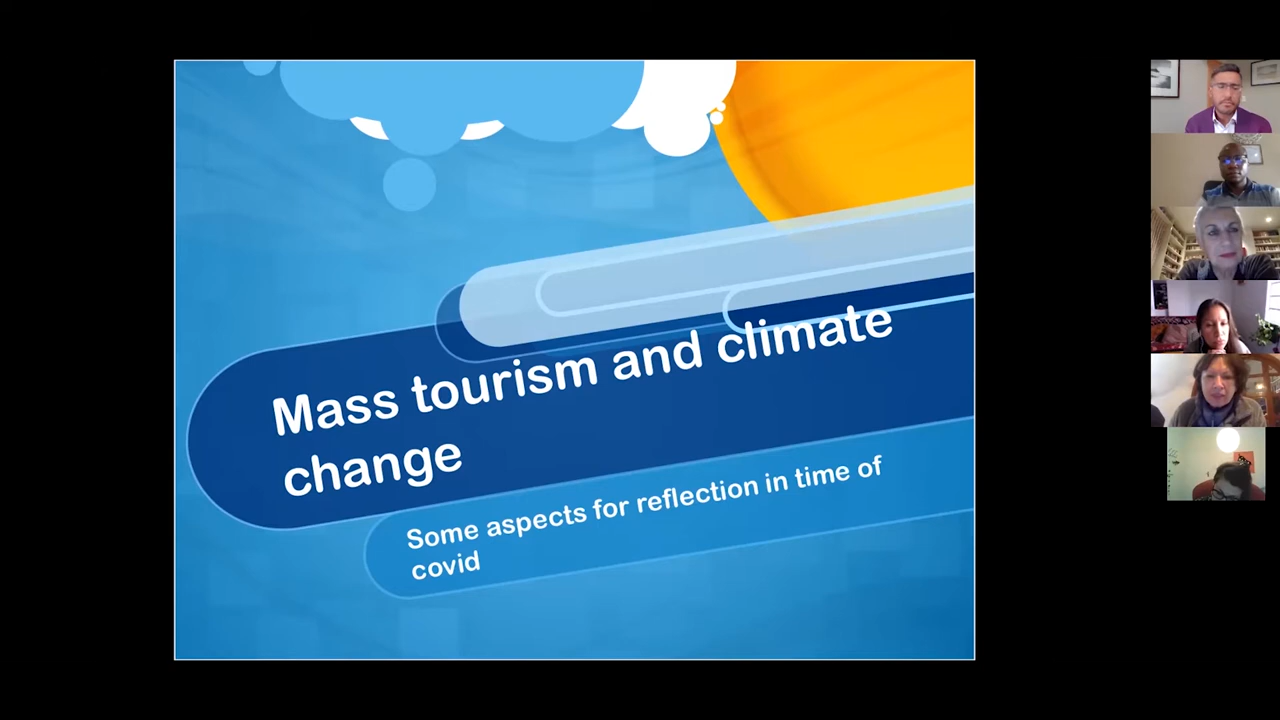 Mass tourism and climate
change
Some aspects for reflection in time of
covid